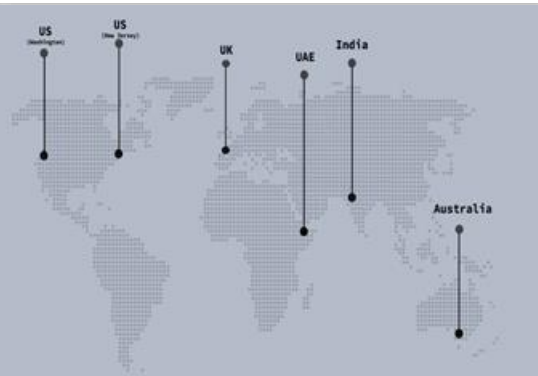 US
(Washington)
US
(New Jersey)
UK
UAE
India
Australia